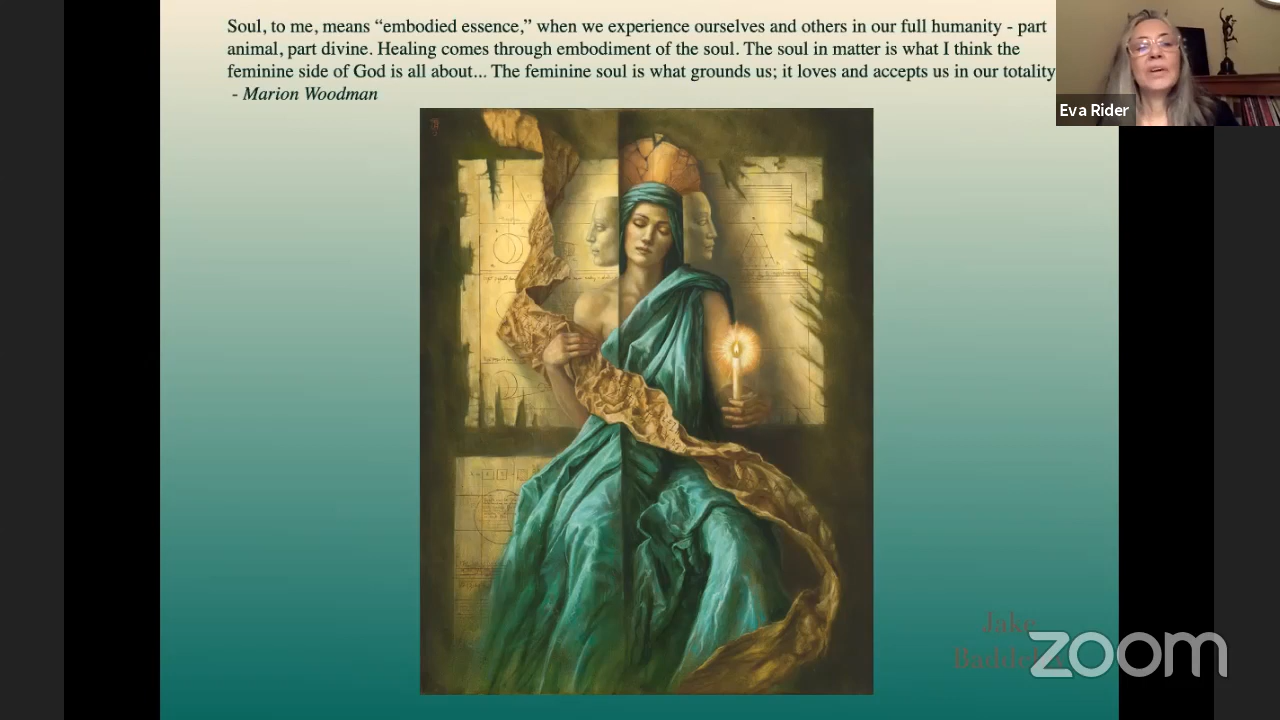 Soul, to me, means “embodied essence,” when we experience ourselves and others in our full humanity - part
animal, part divine. Healing comes through embodiment of the soul. The soul in matter is what I think the
feminine side of God is all about... The feminine soul is what grounds us; it loves and accepts us in our totality
- Marion Woodman
Eva Rider
Jake
zoom